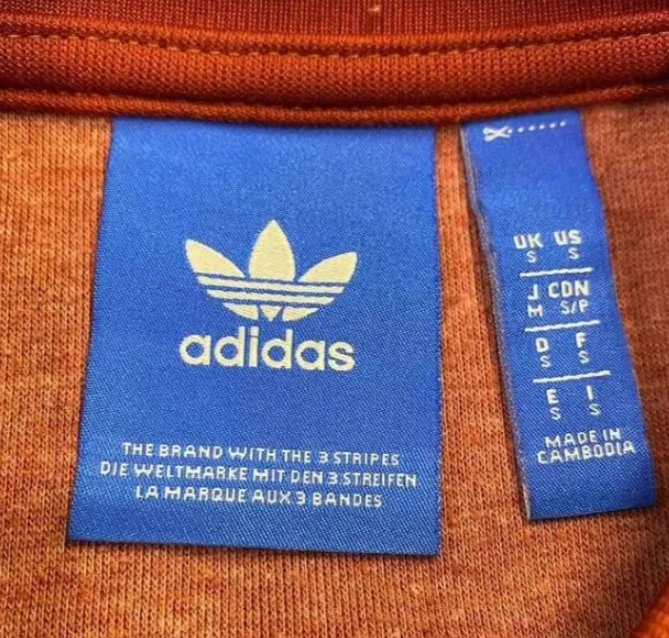 adidas
THE BRAND WITH THE 3 STRIPES
DIE WELTMARKE MIT DEN 3 STREIFEN
LA MARQUE AUX 3 BANDES
UK US
S S
J CDN
M S/P
D F
S S
E I
S S
MADE IN
CAMBODIA